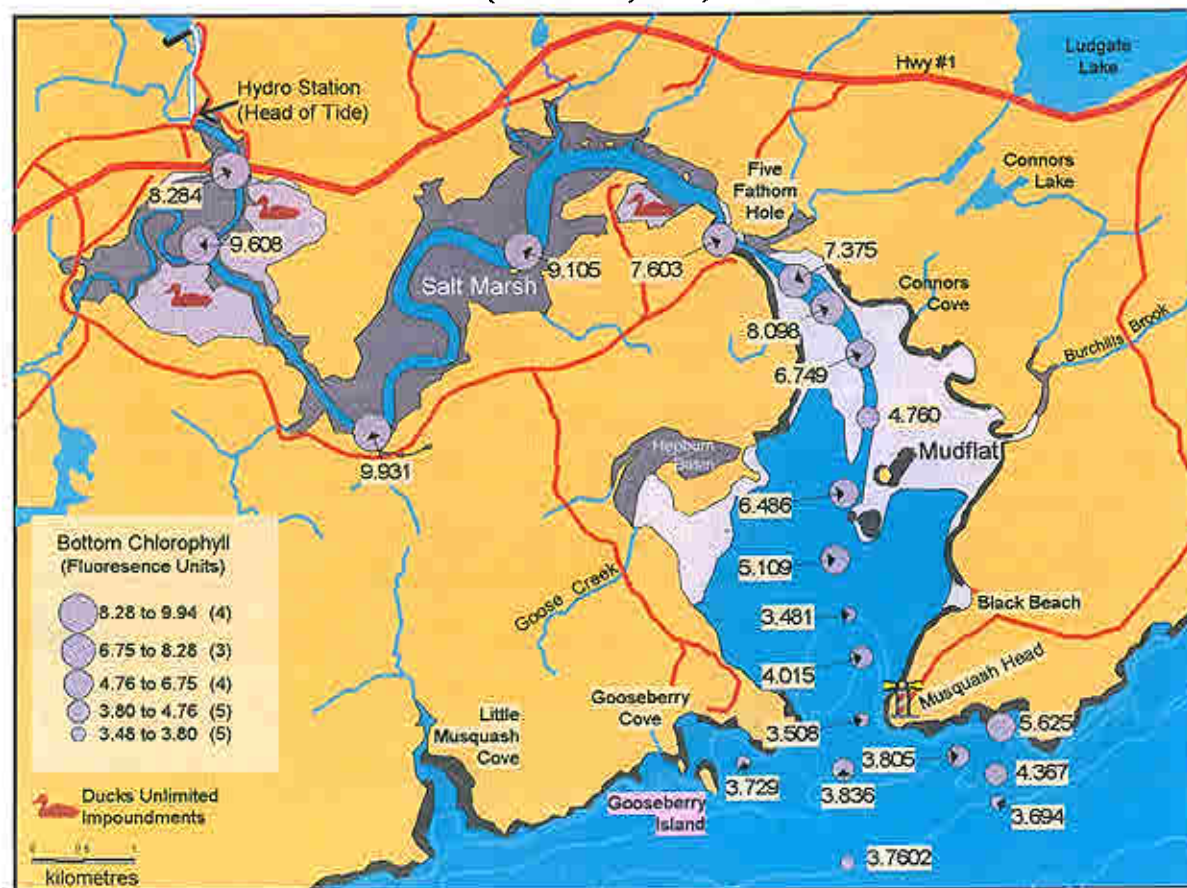 Ludgate
Lake
Hwy #1
Hydro Station
(Head of Tide)
Connors
Lake
Five
Fathom
Hole
8.284
9.608
9.105
7.603
7.375
Salt Marsh
Connors
Cove
8.098
Burchills Brook
6.749
4.760
Mudflat
Hepburn
Basin
9.931
6.486
Bottom Chlorophyll
(Fluoresence Units)
8.28 to 9.94 (4)
6.75 to 8.28 (3)
4.76 to 6.75 (4)
3.80 to 4.76 (5)
3.48 to 3.80 (5)
5.109
Goose Creek
Black Beach
3.481
4.015
Musquash Head
Gooseberry
Cove
Little
Musquash
Cove
3.508
5.625
3.805
4.367
3.729
3.836
3.694
Gooseberry
Island
Ducks Unlimited
Impoundments
0 0.5 1
kilometres
3.7602